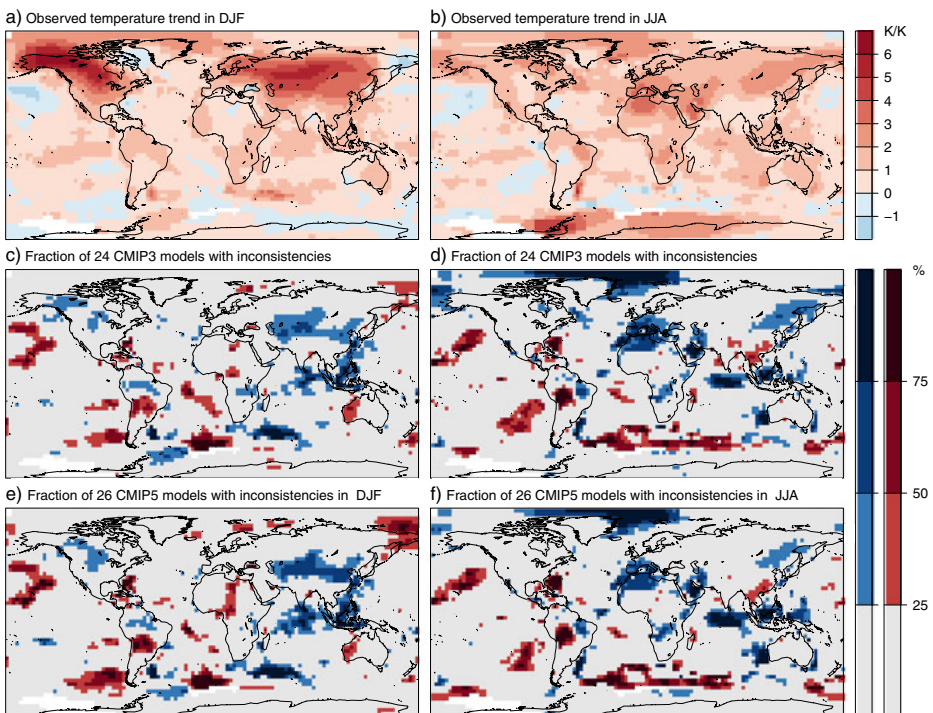 a) Observed temperature trend in DJF
b) Observed temperature trend in JJA
K/K
6
5
4
3
2
1
0
−1
c) Fraction of 24 CMIP3 models with inconsistencies
d) Fraction of 24 CMIP3 models with inconsistencies
%
75
50
25
e) Fraction of 26 CMIP5 models with inconsistencies in DJF
f) Fraction of 26 CMIP5 models with inconsistencies in JJA